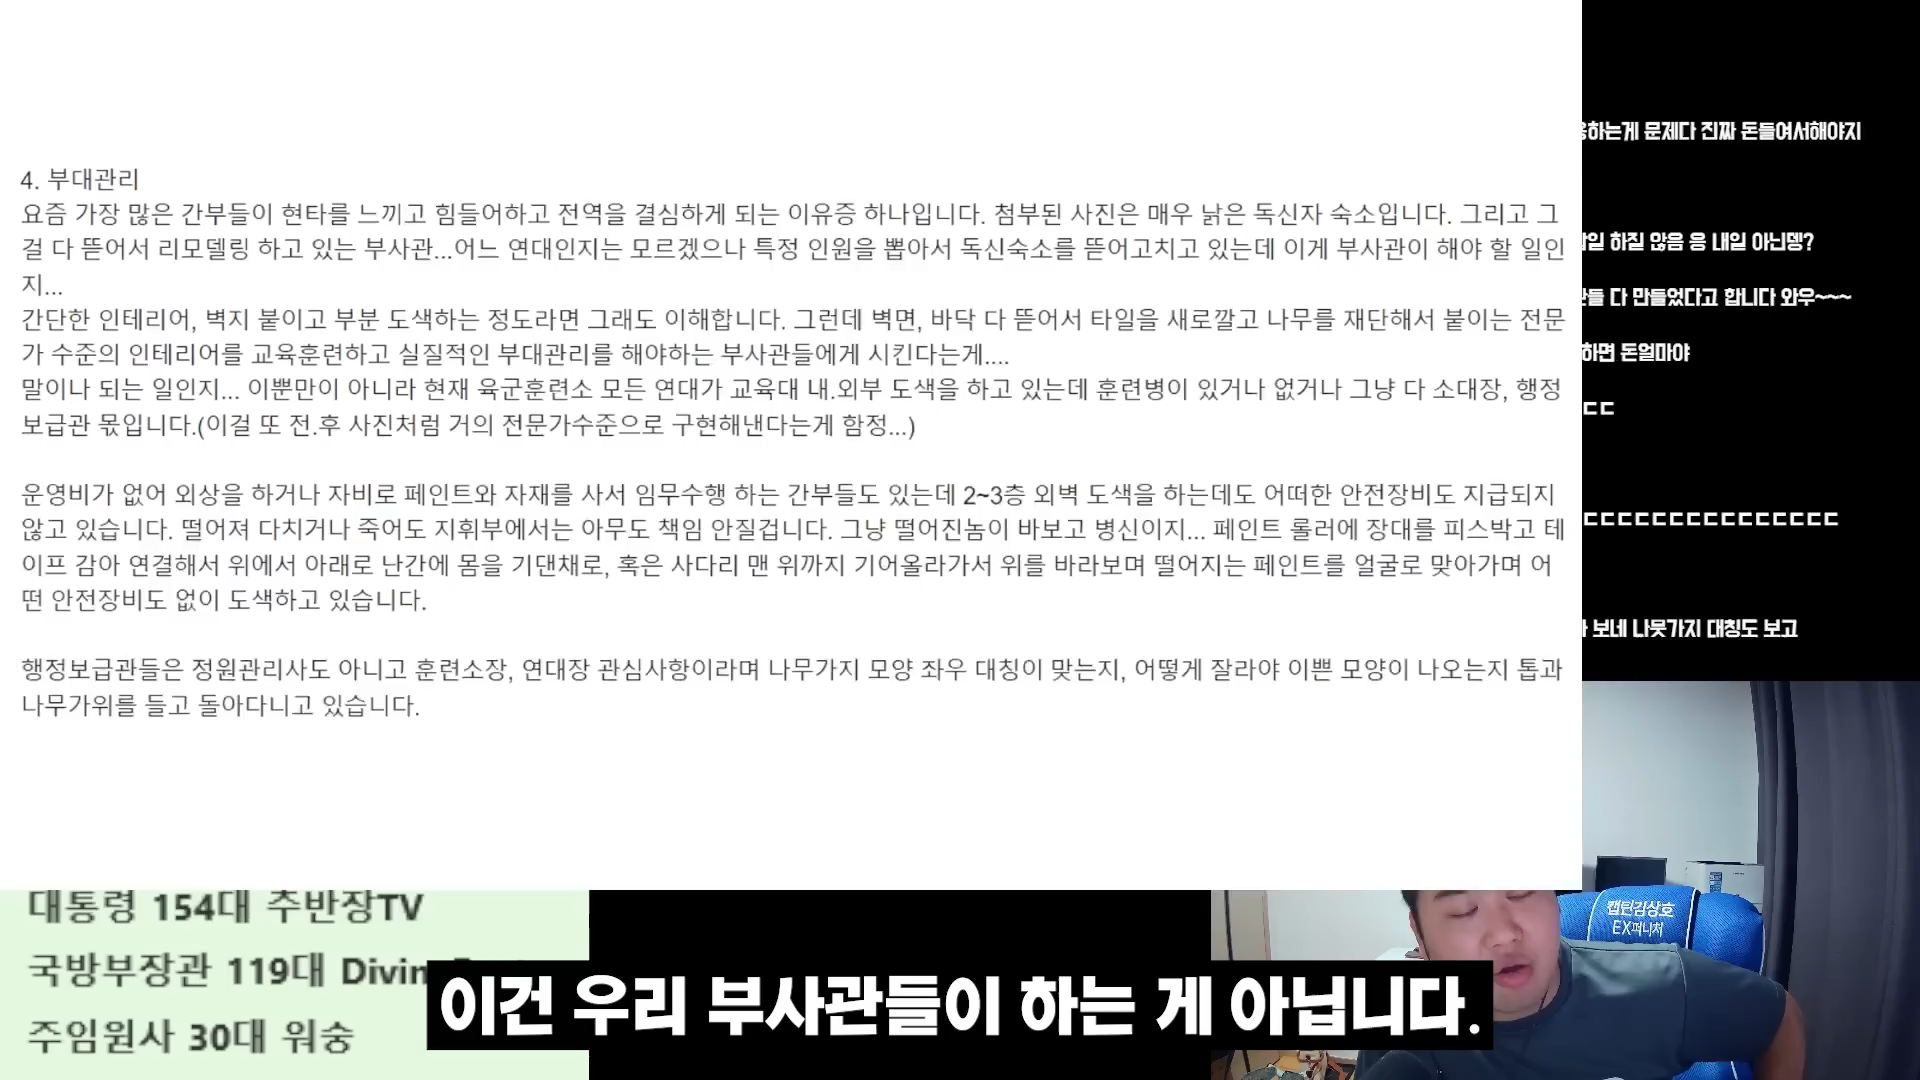 4. 부대관리
요즘 가장 많은 간부들이 현타를 느끼고 힘들어하고 전역을 결심하게 되는 이유증 하나입니다. 첨부된 사진은 매우 낡은 독신자 숙소입니다. 그리고 그
걸 다 뜯어서 리모델링 하고 있는 부사관...어느 연대인지는 모르겠으나 특정 인원을 뽑아서 독신숙소를 뜯어고치고 있는데 이게 부사관이 해야 할 일인
지...
간단한 인테리어, 벽지 붙이고 부분 도색하는 정도라면 그래도 이해합니다. 그런데 벽면, 바닥 다 뜯어서 타일을 새로깔고 나무를 재단해서 붙이는 전문
가 수준의 인테리어를 교육훈련하고 실질적인 부대관리를 해야하는 부사관들에게 시킨다는게....
말이나 되는 일인지... 이뿐만이 아니라 현재 육군훈련소 모든 연대가 교육대 내.외부 도색을 하고 있는데 훈련병이 있거나 없거나 그냥 다 소대장, 행정
보급관 몫입니다.(이걸 또 전.후 사진처럼 거의 전문가수준으로 구현해낸다는게 함정...)
운영비가 없어 외상을 하거나 자비로 페인트와 자재를 사서 임무수행 하는 간부들도 있는데 2~3층 외벽 도색을 하는데도 어떠한 안전장비도 지급되지
않고 있습니다. 떨어져 다치거나 죽어도 지휘부에서는 아무도 책임 안질겁니다. 그냥 떨어진놈이 바보고 병신이지... 페인트 롤러에 장대를 피스박고 테
이프 감아 연결해서 위에서 아래로 난간에 몸을 기댄채로, 혹은 사다리 맨 위까지 기어올라가서 위를 바라보며 떨어지는 페인트를 얼굴로 맞아가며 어
떤 안전장비도 없이 도색하고 있습니다.
행정보급관들은 정원관리사도 아니고 훈련소장, 연대장 관심사항이라며 나무가지 모양 좌우 대칭이 맞는지, 어떻게 잘라야 이쁜 모양이 나오는지 톱과
나무가위를 들고 돌아다니고 있습니다.
문제다 진짜 돈들여서해야지
하질 않음 응 내일 아닌뎅?
다 만들었다고 합니다 와우~~~
하면 돈얼마야
ㄷㄷ
ㄷㄷㄷㄷㄷㄷㄷㄷㄷㄷㄷㄷㄷㄷㄷ
보네 나뭇가지 대칭도 보고
캡틴김상호
EX퍼니처
대통령 154대 추반장TV
국방부장관 119대
주임원사 30대 워숭
이건 우리 부사관들이 하는 게 아닙니다.